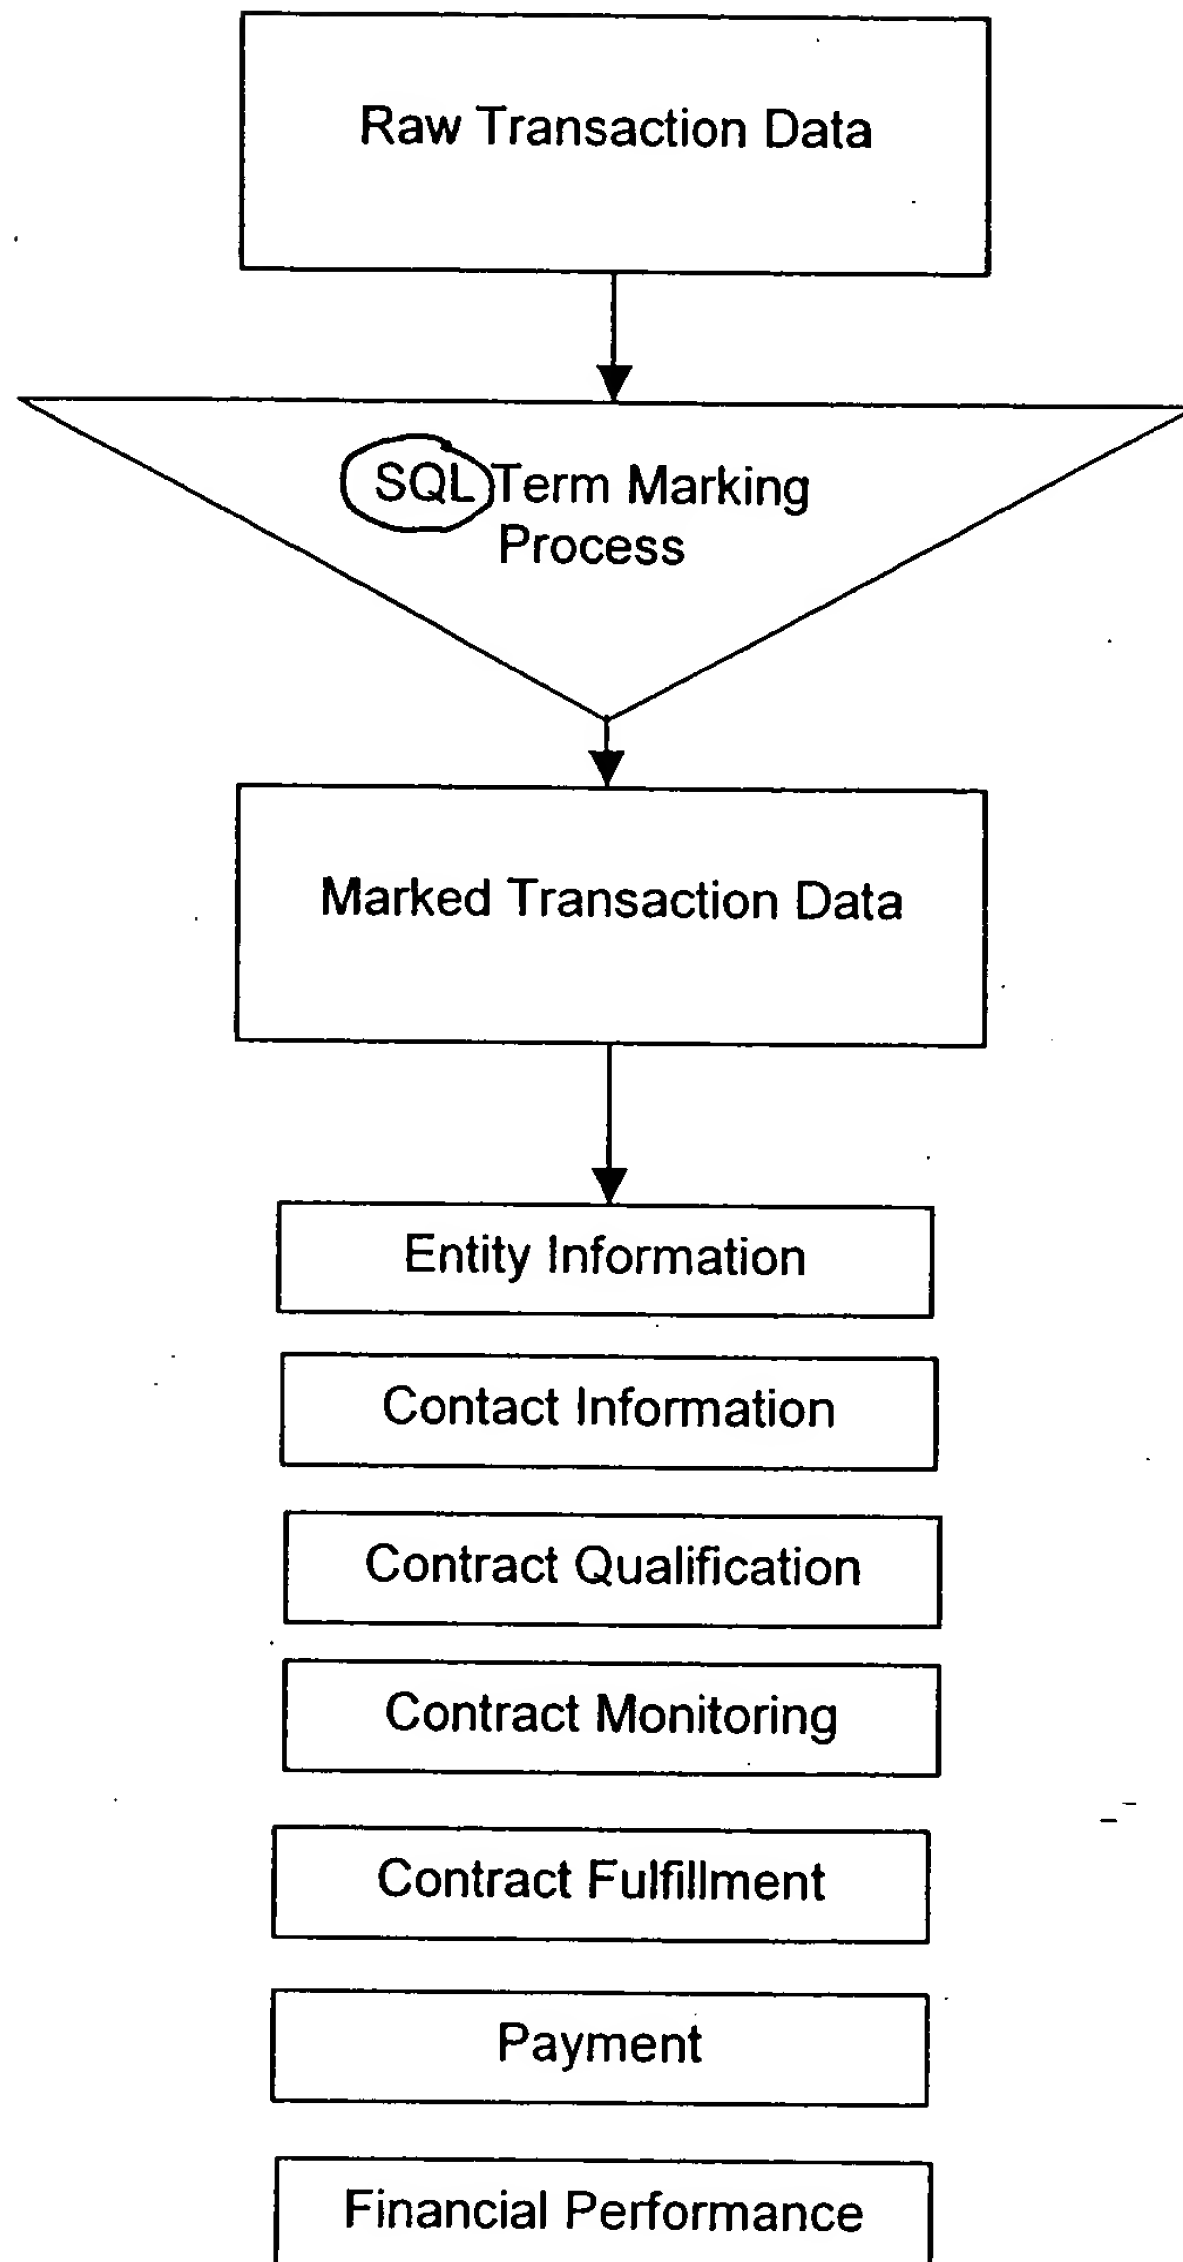 Raw Transaction Data
SQL Term Marking
Process
Marked Transaction Data
Entity Information
Contact Information
Contract Qualification
Contract Monitoring
Contract Fulfillment
Payment
Financial Performance